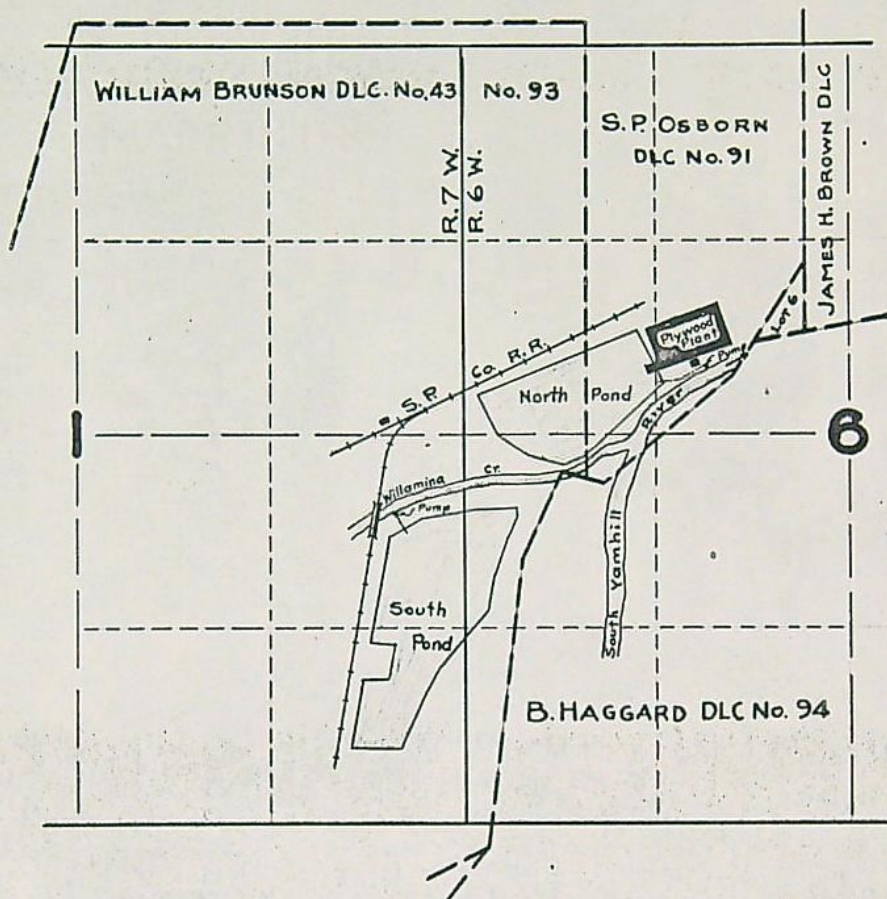 WILLIAM BRUNSON DLC. No. 43
No. 93
S. P. OSBORN
DLC No. 91
JAMES H. BROWN DLC
R. 7 W.
R. 6 W.
Lot 6
Plywood
Plant
Pump
S. P. Co. R. R.
North Pond
River
1
6
Willamina Cr.
Pump
South Yamhill
South
Pond
B. HAGGARD DLC No. 94